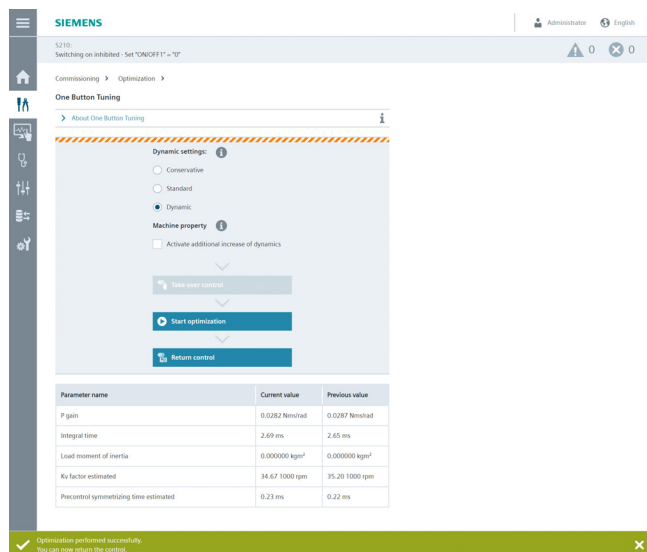 SIEMENS
Administrator
English
S210:
Switching on inhibited - Set "ON/OFF1" = "0"
0
0
Commissioning > Optimization >
One Button Tuning
> About One Button Tuning
Dynamic settings:
Conservative
Standard
Dynamic
Machine property
Activate additional increase of dynamics
Take over control
Start optimization
Return control
Parameter name Current value Previous value
P gain 0.0282 Nms/rad 0.0287 Nms/rad
Integral time 2.69 ms 2.65 ms
Load moment of inertia 0.000000 kgm² 0.000000 kgm²
Kv factor estimated 34.67 1000 rpm 35.20 1000 rpm
Precontrol symmetrizing time estimated 0.23 ms 0.22 ms
Optimization performed successfully.
You can now return the control.